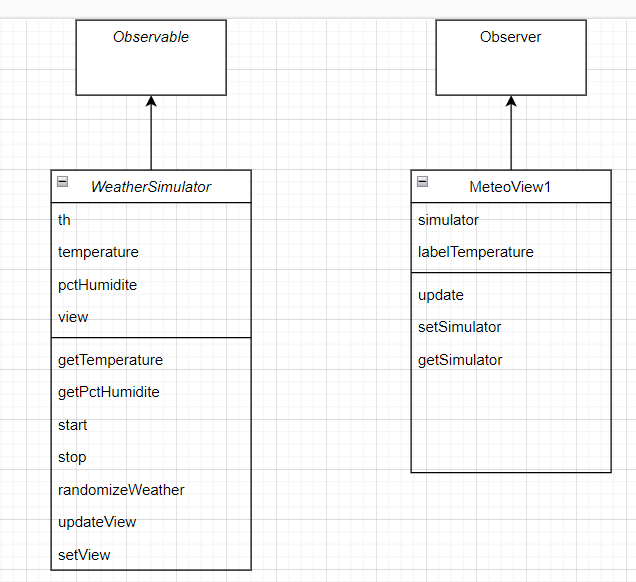 Observable
Observer
WeatherSimulator
th
temperature
pctHumidite
view
getTemperature
getPctHumidite
start
stop
randomizeWeather
updateView
setView
MeteoView1
simulator
labelTemperature
update
setSimulator
getSimulator